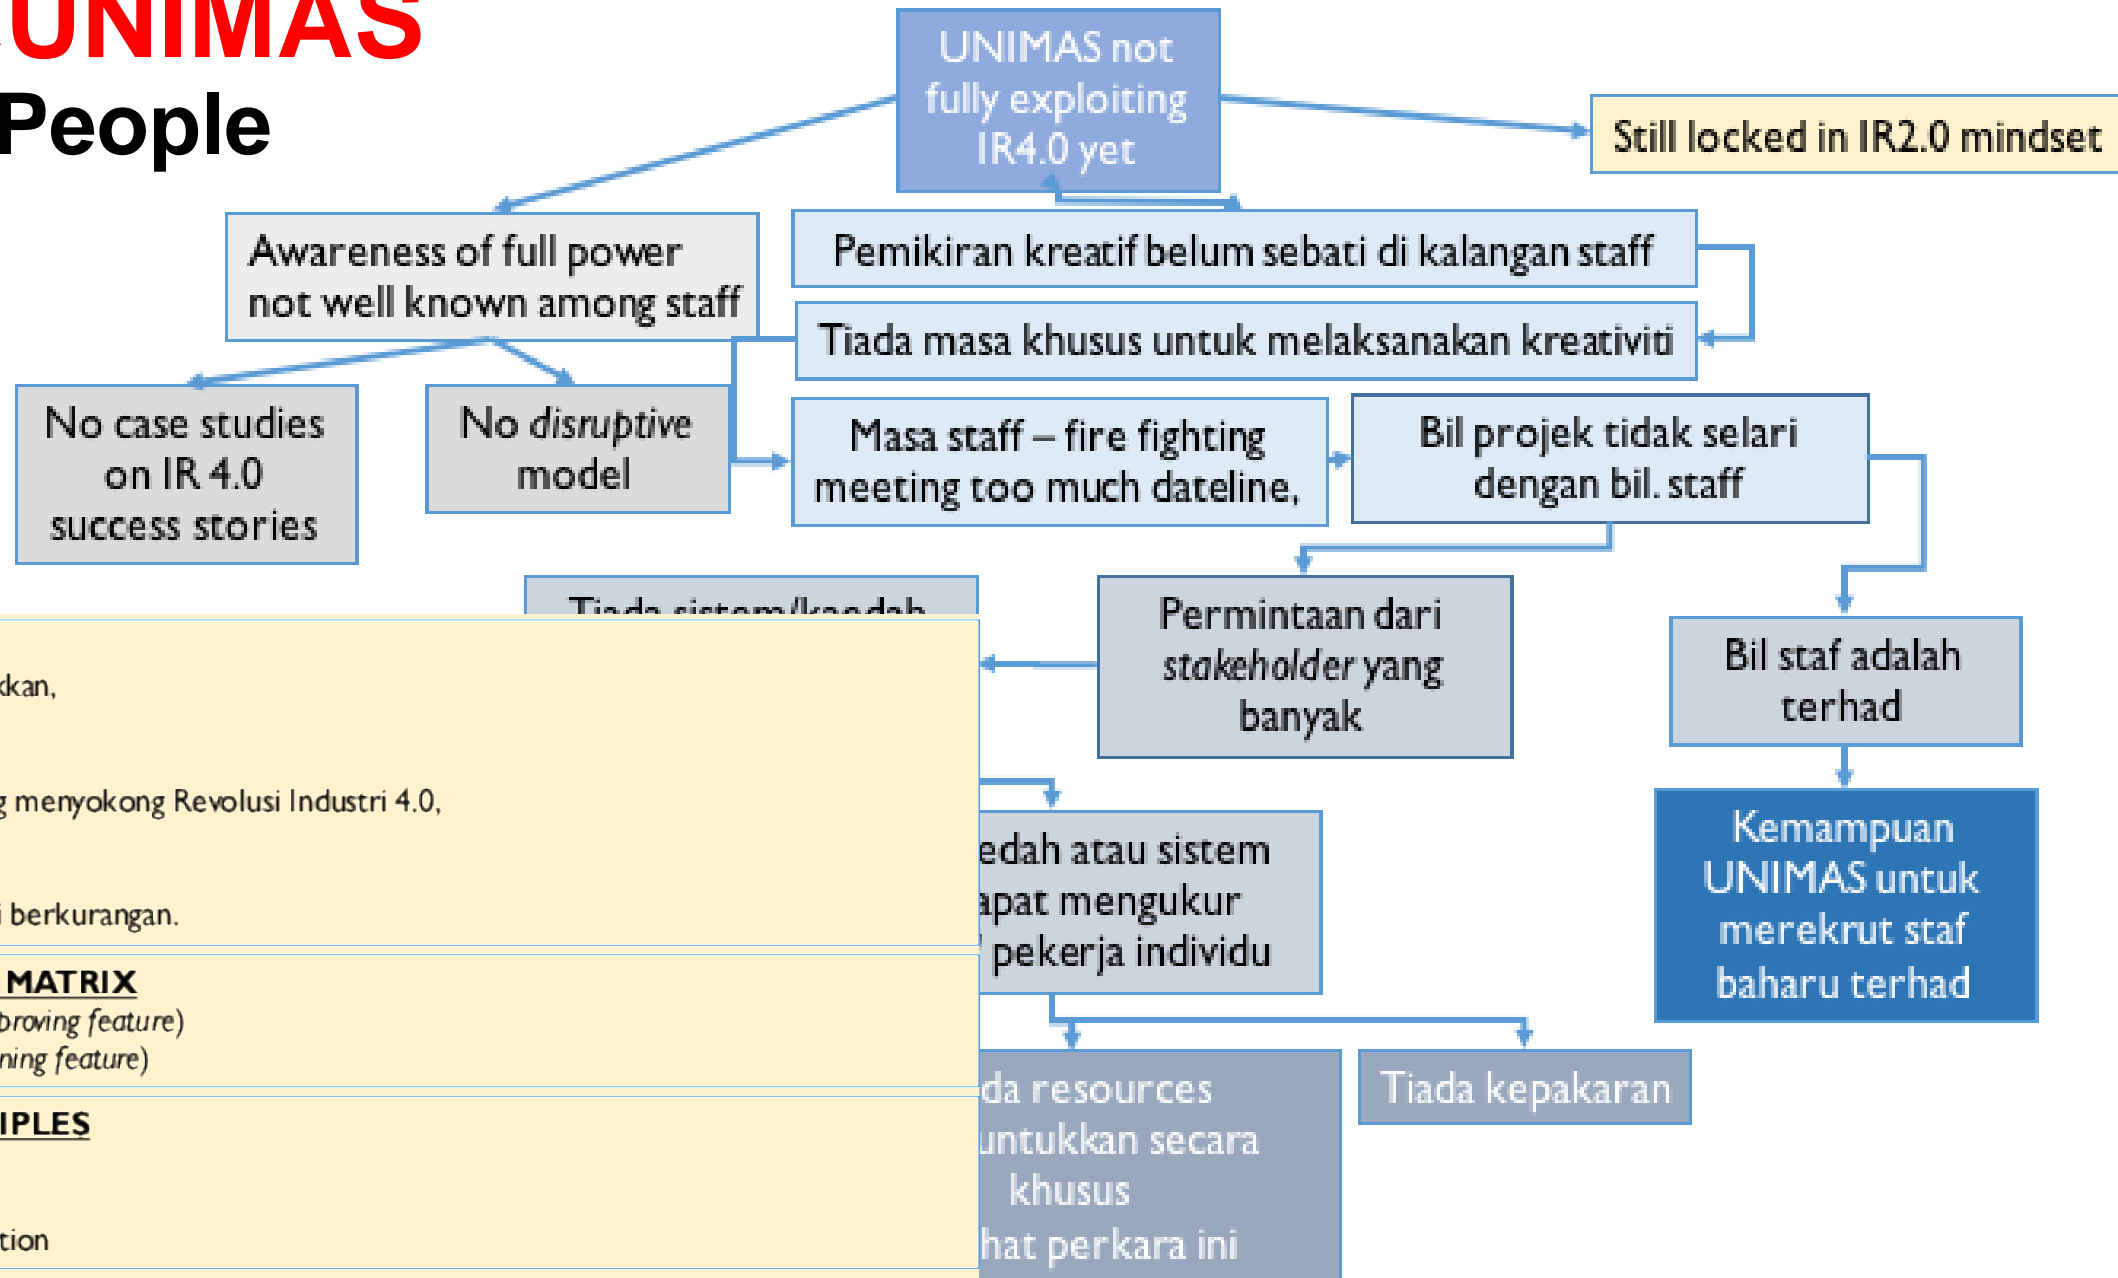 UNIMAS
People
UNIMAS not
fully exploiting
IR4.0 yet
Still locked in IR2.0 mindset
Awareness of full power
not well known among staff
Pemikiran kreatif belum sebati di kalangan staff
Tiada masa khusus untuk melaksanakan kreativiti
No case studies
on IR 4.0
success stories
No disruptive
model
Masa staff – fire fighting
meeting too much dateline,
Bil projek tidak selari
dengan bil. staff
Tiada sistem/kaedah
Permintaan dari
stakeholder yang
banyak
Bil staf adalah
terhad
Kemampuan
UNIMAS untuk
merekrut staf
baharu terhad
kkan,
g menyokong Revolusi Industri 4.0,
i berkurangan.
edah atau sistem
apat mengukur
pekerja individu
MATRIX
proving feature)
ning feature)
IPLES
tion
da resources
untukkan secara
khusus
hat perkara ini
Tiada kepakaran